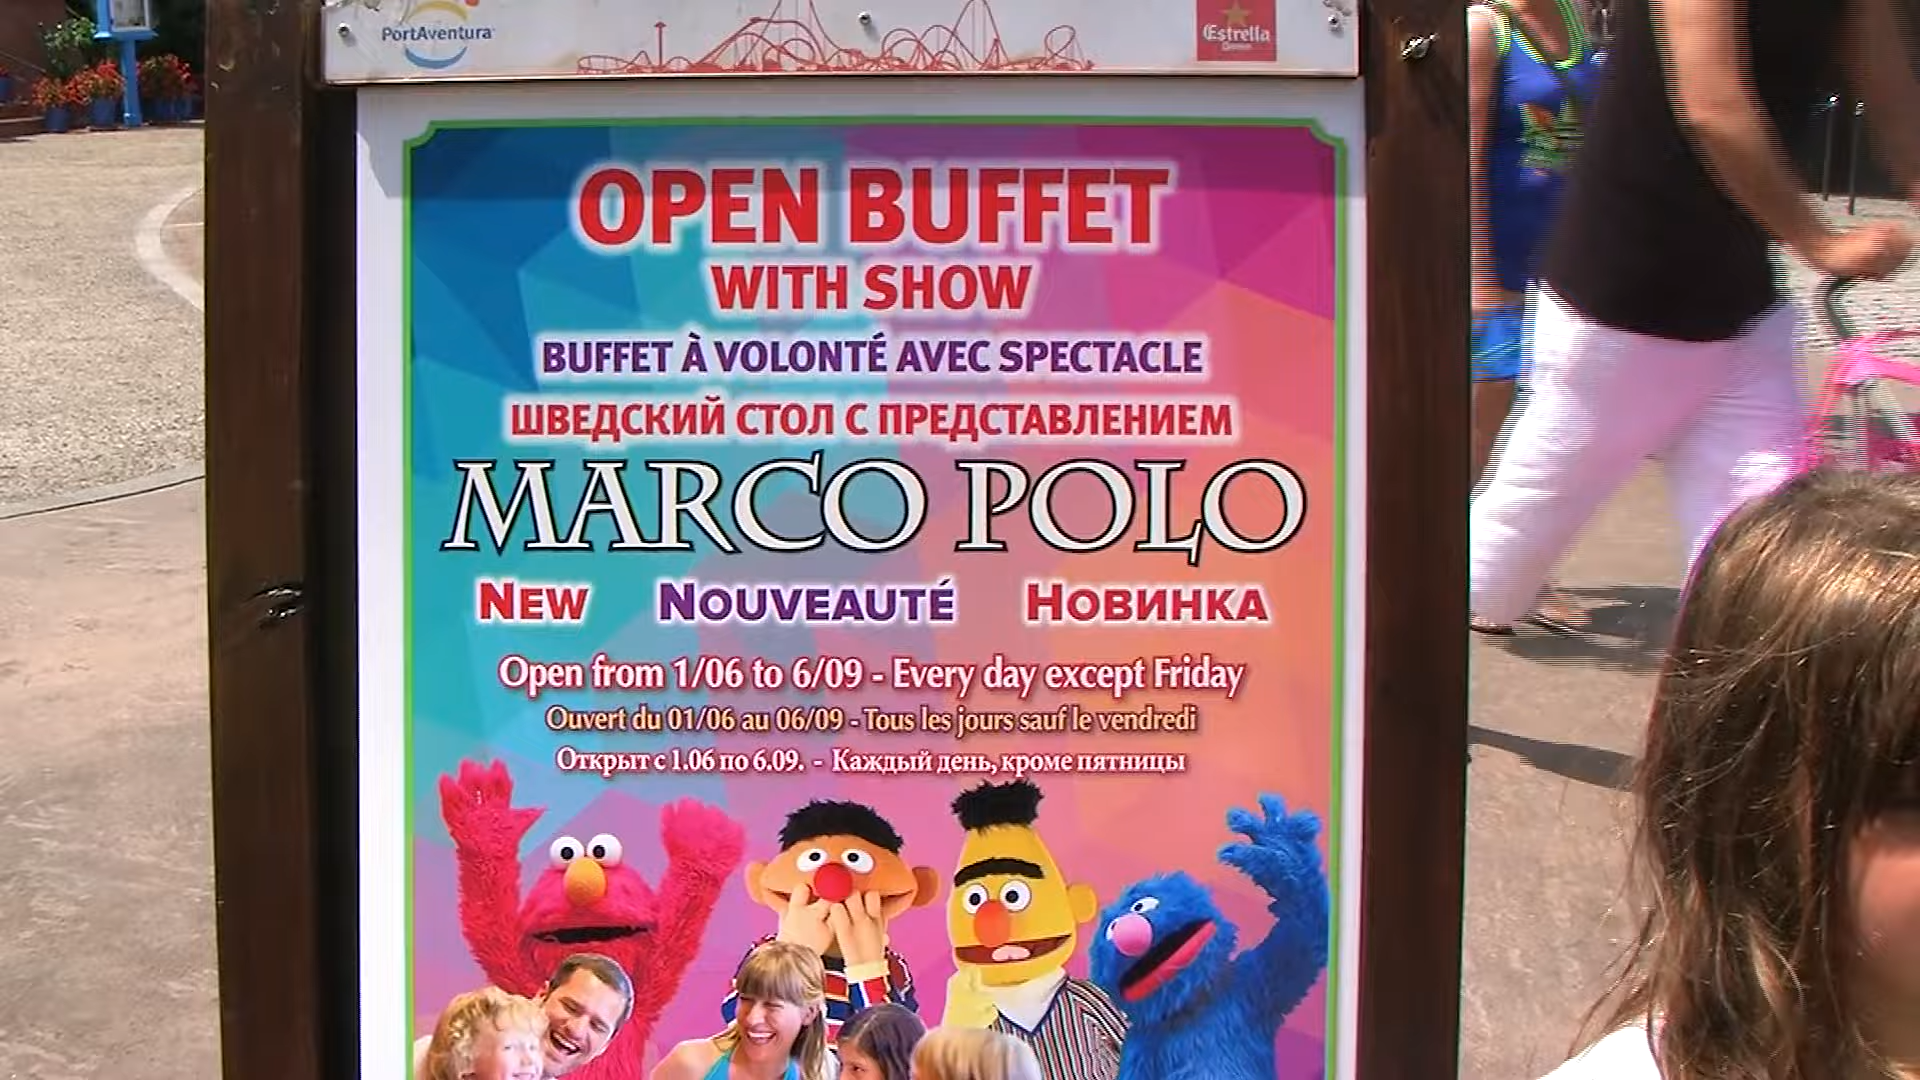 PortAventura
Estrella
Damm
OPEN BUFFET
WITH SHOW
BUFFET À VOLONTÉ AVEC SPECTACLE
ШВЕДСКИЙ СТОЛ С ПРЕДСТАВЛЕНИЕМ
MARCO POLO
NEW NOUVEAUTÉ НОВИНКА
Open from 1/06 to 6/09 - Every day except Friday
Ouvert du 01/06 au 06/09 - Tous les jours sauf le vendredi
Открыт с 1.06 по 6.09. - Каждый день, кроме пятницы